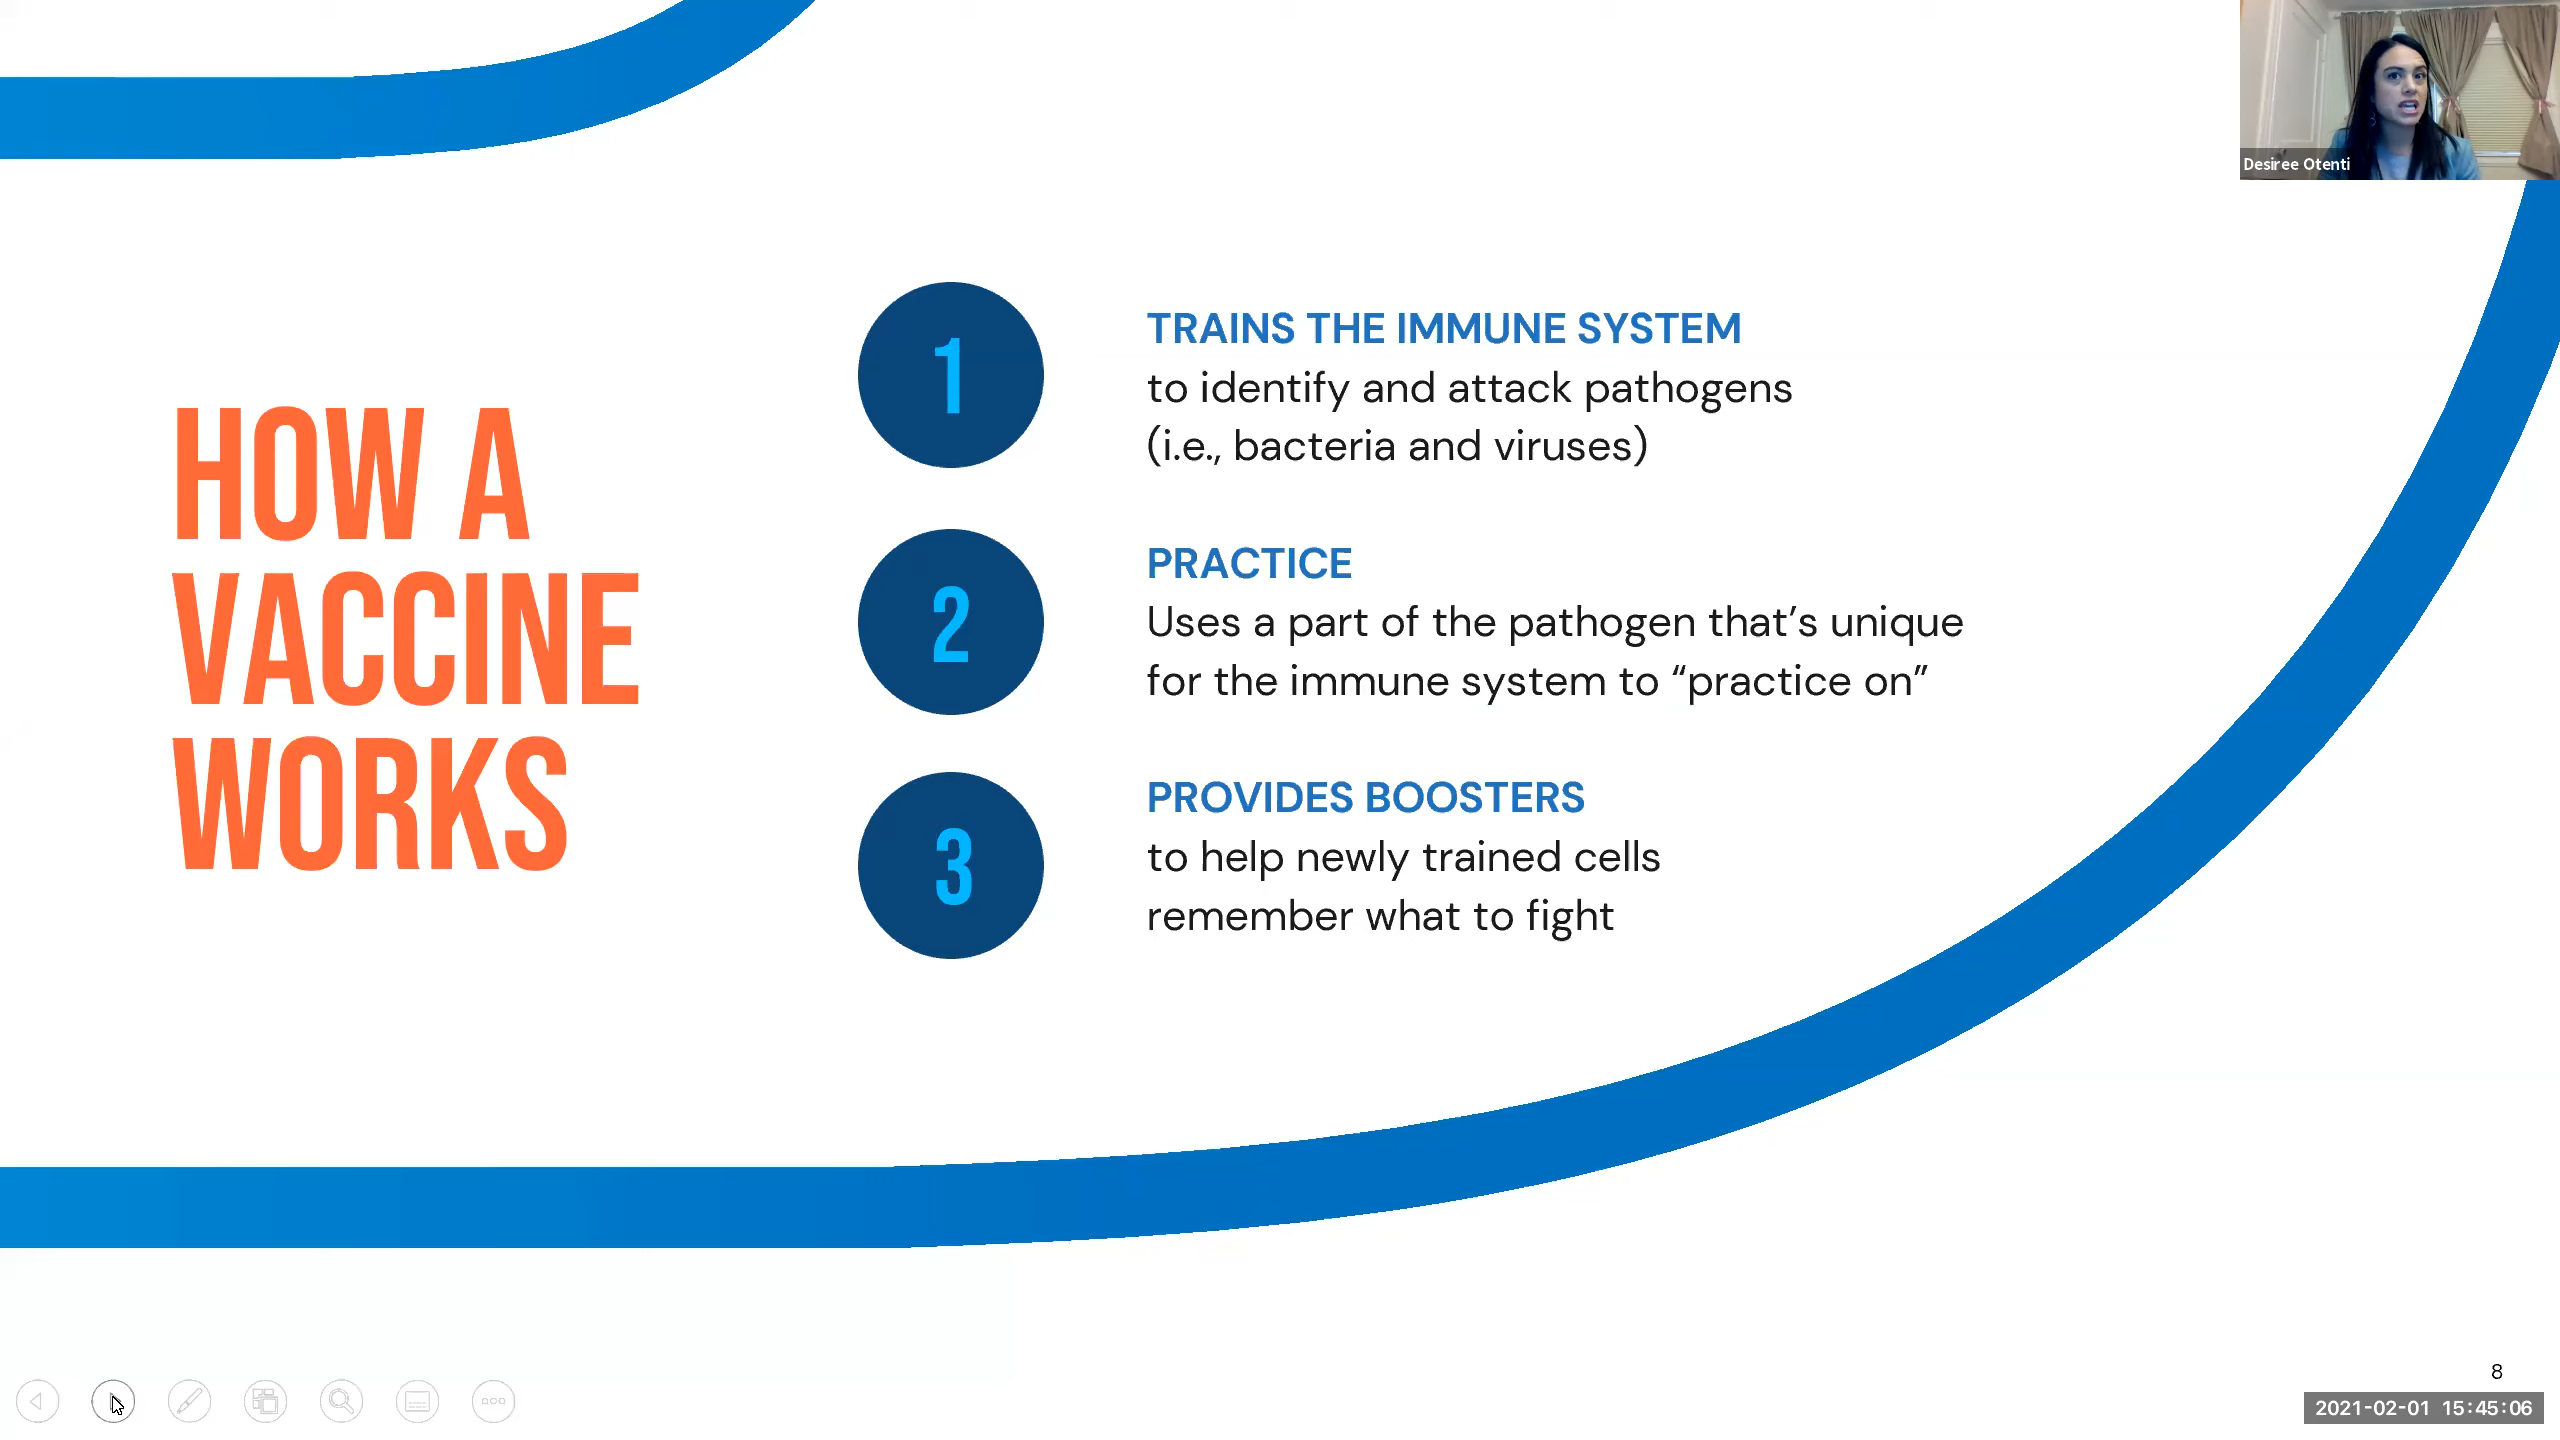 Desiree Otenti
HOW A
VACCINE
WORKS
1
TRAINS THE IMMUNE SYSTEM
to identify and attack pathogens
(i.e., bacteria and viruses)
2
PRACTICE
Uses a part of the pathogen that’s unique
for the immune system to “practice on”
3
PROVIDES BOOSTERS
to help newly trained cells
remember what to fight
8
2021-02-01 15:45:06